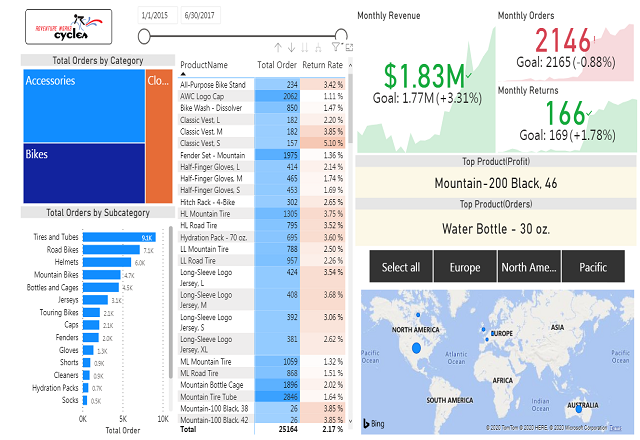 ADVENTURE WORKS
cycles
1/1/2015 6/30/2017
Total Orders by Category
Accessories
Clo...
Bikes
Total Orders by Subcategory
Tires and Tubes 9.1K
Road Bikes 7.1K
Helmets 6.0K
Mountain Bikes 4.7K
Bottles and Cages 4.5K
Jerseys 3.1K
Touring Bikes 2.1K
Caps 2.1K
Fenders 2.0K
Gloves 1.3K
Shorts 0.9K
Cleaners 0.9K
Hydration Packs 0.7K
Socks 0.5K
0K 5K 10K
Total Order
ProductName Total Order Return Rate
All-Purpose Bike Stand 234 3.42 %
AWC Logo Cap 2062 1.11 %
Bike Wash - Dissolver 850 1.47 %
Classic Vest, L 182 2.20 %
Classic Vest, M 182 3.85 %
Classic Vest, S 157 5.10 %
Fender Set - Mountain 1975 1.36 %
Half-Finger Gloves, L 414 2.14 %
Half-Finger Gloves, M 465 1.74 %
Half-Finger Gloves, S 453 1.69 %
Hitch Rack - 4-Bike 302 2.65 %
HL Mountain Tire 1305 3.75 %
HL Road Tire 795 3.52 %
Hydration Pack - 70 oz. 695 3.60 %
LL Mountain Tire 788 2.50 %
LL Road Tire 957 2.26 %
Long-Sleeve Logo 424 3.54 %
Jersey, L
Long-Sleeve Logo 408 3.68 %
Jersey, M
Long-Sleeve Logo 392 3.06 %
Jersey, S
Long-Sleeve Logo 381 2.62 %
Jersey, XL
ML Mountain Tire 1059 1.32 %
ML Road Tire 868 1.51 %
Mountain Bottle Cage 1896 2.02 %
Mountain Tire Tube 2846 1.64 %
Mountain-100 Black, 38 26 3.85 %
Mountain-100 Black, 42 26 3.85 %
Total 25164 2.17 %
Monthly Revenue
$1.83M
Goal: 1.77M (+3.31%)
Monthly Orders
2146!
Goal: 2165 (-0.88%)
Monthly Returns
166
Goal: 169 (+1.78%)
Top Product(Profit)
Mountain-200 Black, 46
Top Product(Orders)
Water Bottle - 30 oz.
Select all Europe North Ame... Pacific
NORTH AMERICA
EUROPE
ASIA
Pacific
Ocean
Atlantic
Ocean
Pacific
Ocean
AFRICA
SOUTH AMERICA
Indian
Ocean
AUSTRALIA
Bing
© 2020 TomTom © 2020 HERE, © 2020 Microsoft Corporation Terms